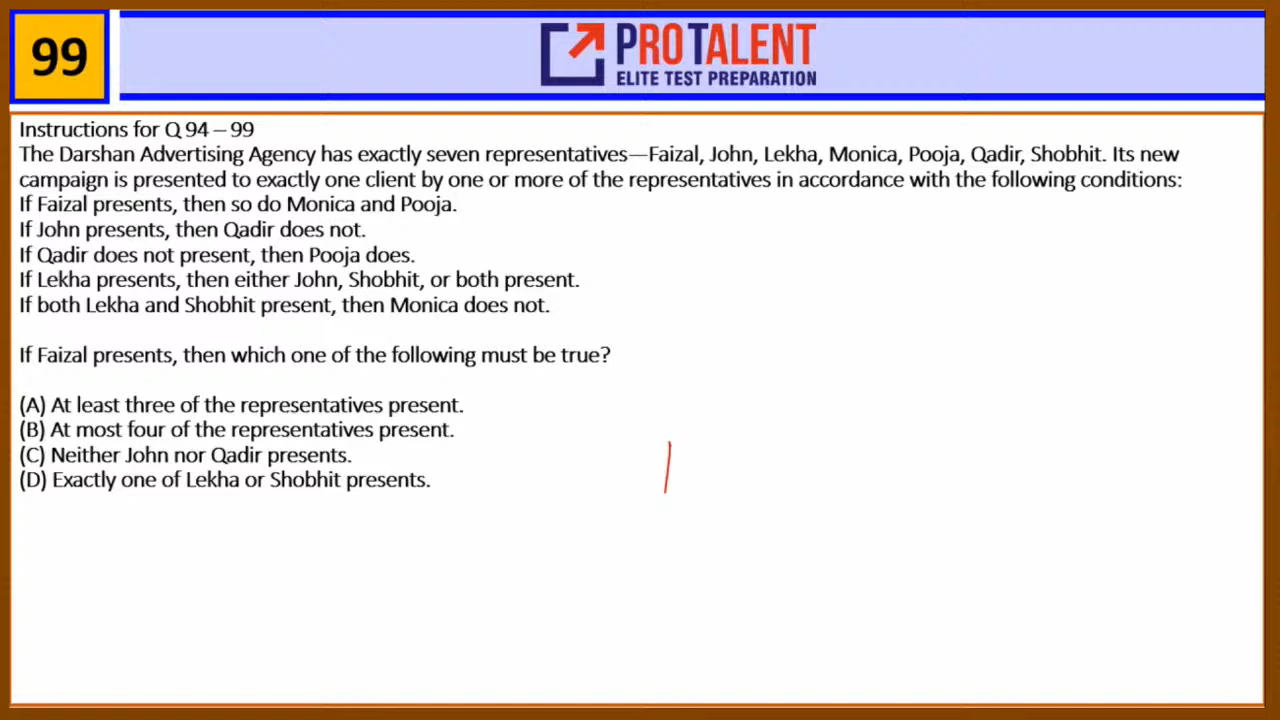 99
PROTALENT
ELITE TEST PREPARATION
Instructions for Q 94 – 99
The Darshan Advertising Agency has exactly seven representatives—Faizal, John, Lekha, Monica, Pooja, Qadir, Shobhit. Its new
campaign is presented to exactly one client by one or more of the representatives in accordance with the following conditions:
If Faizal presents, then so do Monica and Pooja.
If John presents, then Qadir does not.
If Qadir does not present, then Pooja does.
If Lekha presents, then either John, Shobhit, or both present.
If both Lekha and Shobhit present, then Monica does not.
If Faizal presents, then which one of the following must be true?
(A) At least three of the representatives present.
(B) At most four of the representatives present.
(C) Neither John nor Qadir presents.
(D) Exactly one of Lekha or Shobhit presents.